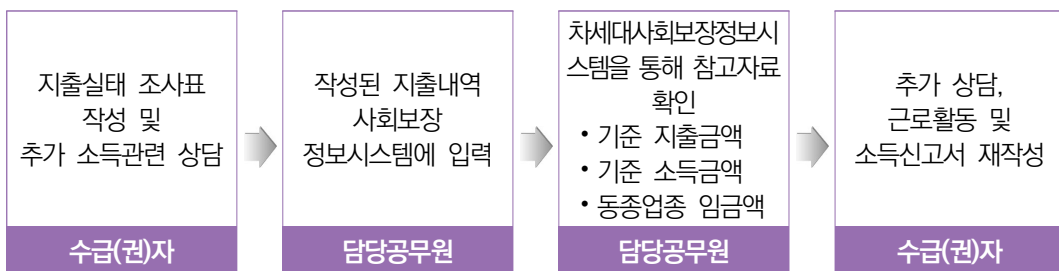 지출실태 조사표
작성 및
추가 소득관련 상담
수급(권)자
작성된 지출내역
사회보장
정보시스템에 입력
담당공무원
차세대사회보장정보시
스템을 통해 참고자료
확인
• 기준 지출금액
• 기준 소득금액
• 동종업종 임금액
담당공무원
추가 상담,
근로활동 및
소득신고서 재작성
수급(권)자